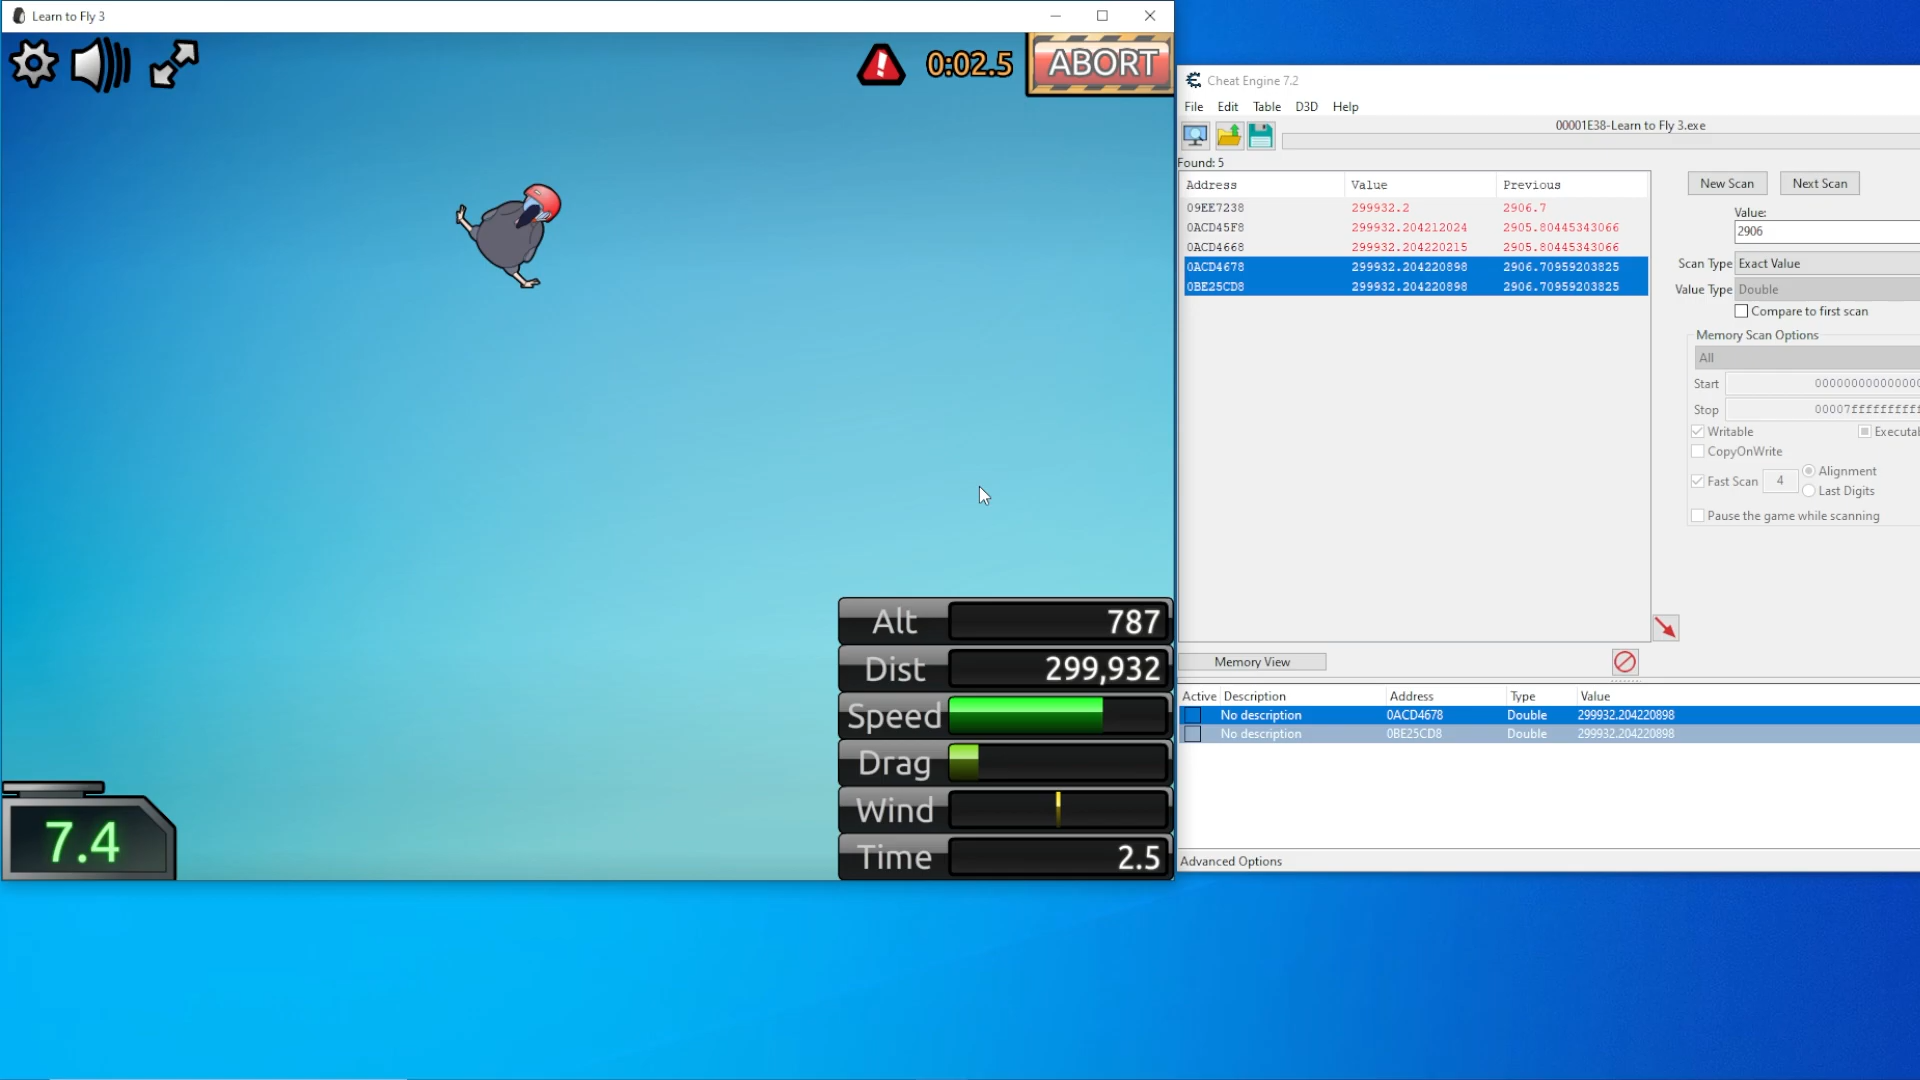 Learn to Fly 3
0:02.5
ABORT
Alt 787
Dist 299,932
Speed
Drag
Wind
Time 2.5
7.4
Cheat Engine 7.2
File Edit Table D3D Help
00001E38-Learn to Fly 3.exe
Found: 5
Address Value Previous
09EE7238 299932.2 2906.7
0ACD45F8 299932.204212024 2905.80445343066
0ACD4668 299932.204220215 2905.80445343066
0ACD4678 299932.204220898 2906.70959203825
0BE25CD8 299932.204220898 2906.70959203825
New Scan Next Scan
Value:
2906
Scan Type Exact Value
Value Type Double
Compare to first scan
Memory Scan Options
All
Start 0000000000000
Stop 00007fffffffff
Writable Executal
CopyOnWrite
Fast Scan 4 Alignment
Last Digits
Pause the game while scanning
Memory View
Active Description Address Type Value
No description 0ACD4678 Double 299932.204220898
No description 0BE25CD8 Double 299932.204220898
Advanced Options